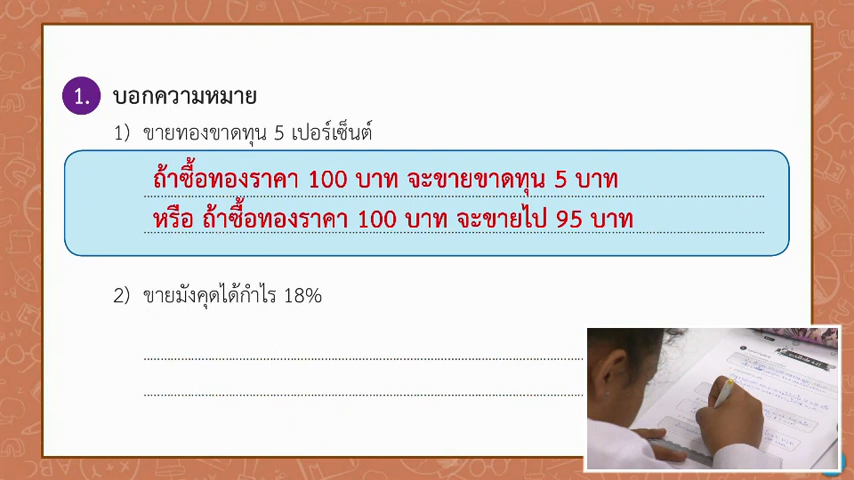 1. บอกความหมาย
1) ขายทองขาดทุน 5 เปอร์เซ็นต์
ถ้าซื้อทองราคา 100 บาท จะขายขาดทุน 5 บาท
หรือ ถ้าซื้อทองราคา 100 บาท จะขายไป 95 บาท
2) ขายมังคุดได้กำไร 18%